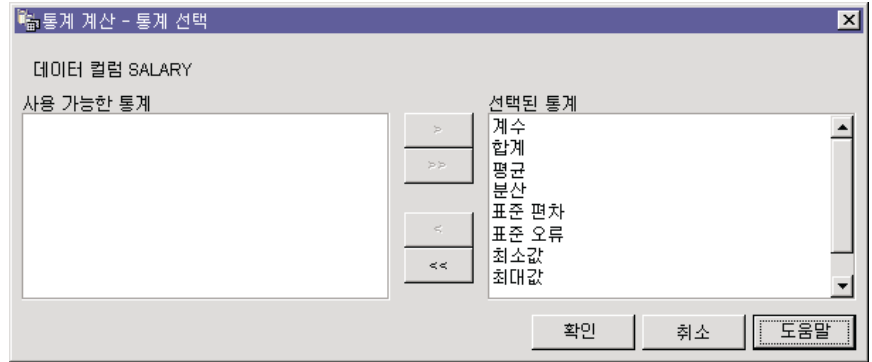 통계 계산 - 통계 선택
데이터 컬럼 SALARY
사용 가능한 통계
선택된 통계
>
>>
<
<<
계수
합계
평균
분산
표준 편차
표준 오류
최소값
최대값
확인
취소
도움말